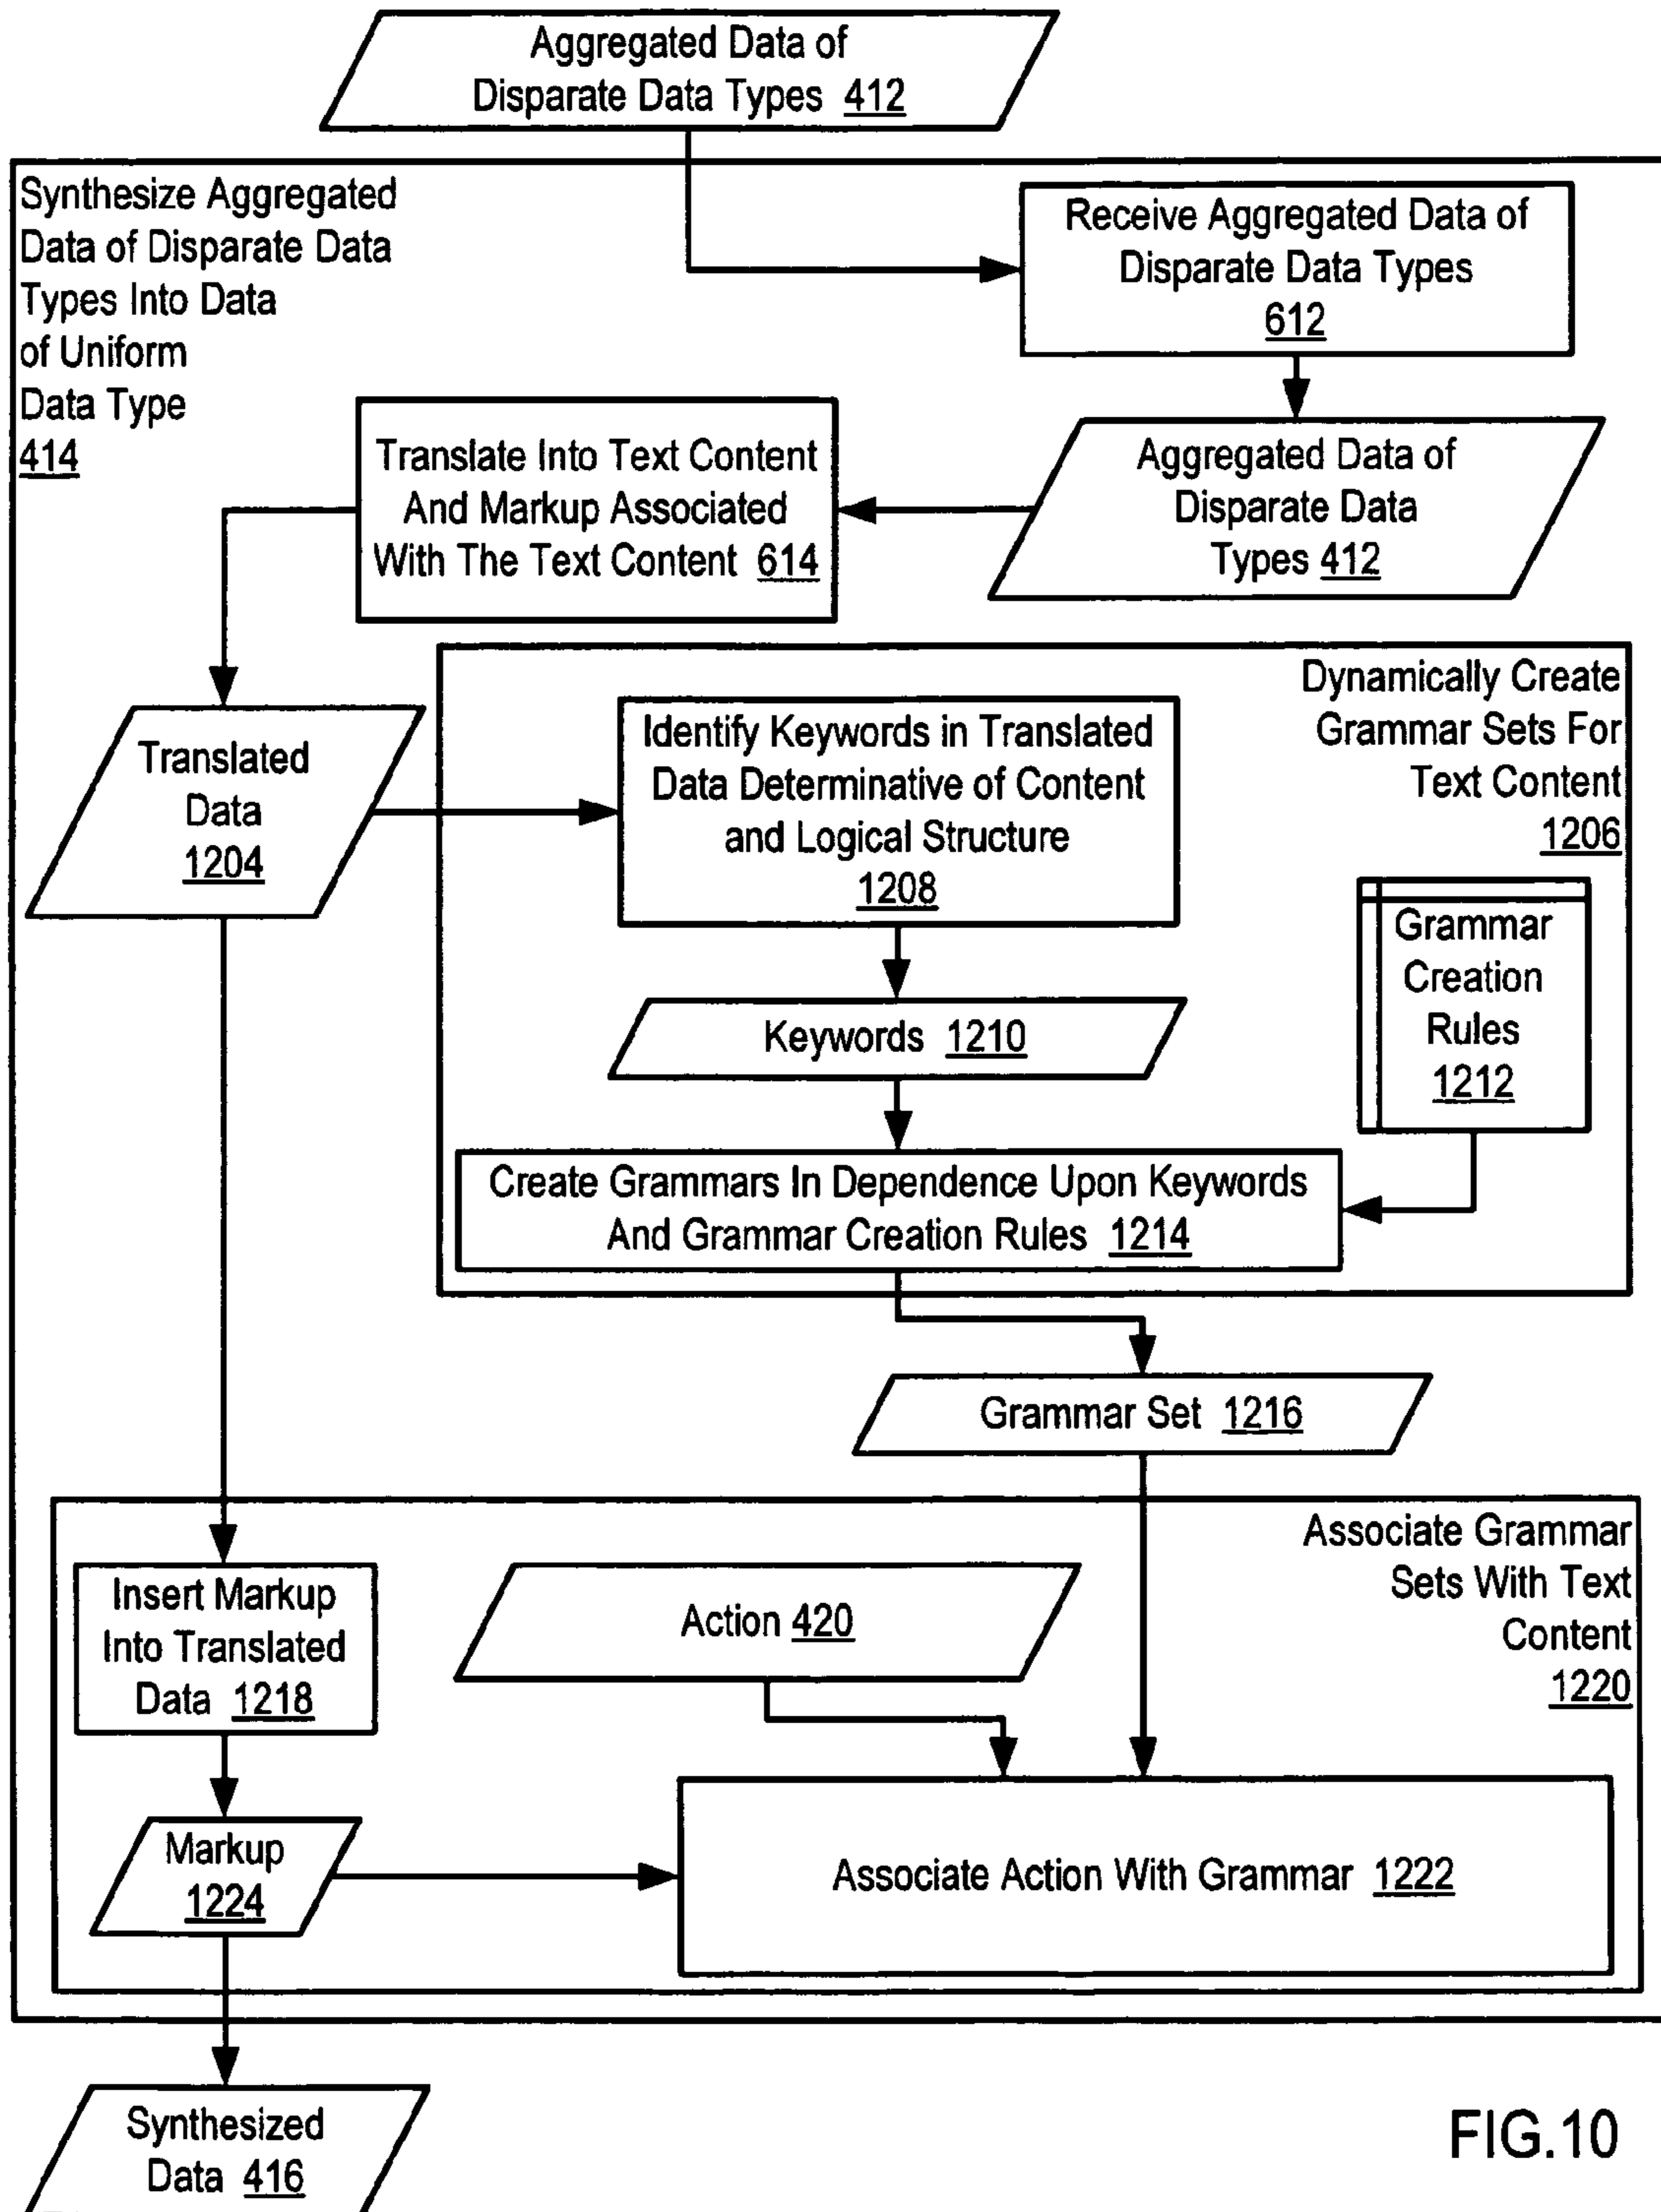 Aggregated Data of
Disparate Data Types 412
Synthesize Aggregated
Data of Disparate Data
Types Into Data
of Uniform
Data Type
414
Receive Aggregated Data of
Disparate Data Types
612
Aggregated Data of
Disparate Data
Types 412
Translate Into Text Content
And Markup Associated
With The Text Content 614
Translated
Data
1204
Dynamically Create
Grammar Sets For
Text Content
1206
Identify Keywords in Translated
Data Determinative of Content
and Logical Structure
1208
Grammar
Creation
Rules
1212
Keywords 1210
Create Grammars In Dependence Upon Keywords
And Grammar Creation Rules 1214
Grammar Set 1216
Associate Grammar
Sets With Text
Content
1220
Insert Markup
Into Translated
Data 1218
Action 420
Markup
1224
Associate Action With Grammar 1222
Synthesized
Data 416
FIG.10